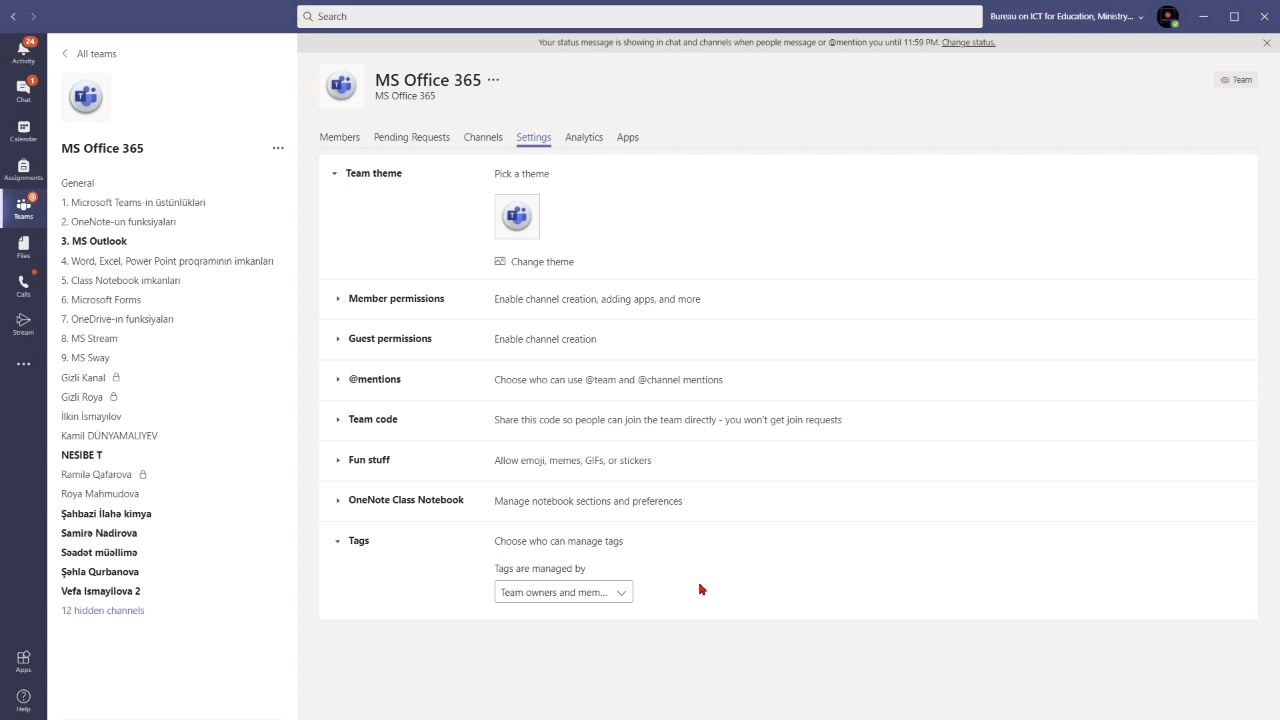 Search
Bureau on ICT for Education, Ministry...
Your status message is showing in chat and channels when people message or @mention you until 11:59 PM. Change status.
24
Activity
1
Chat
Calendar
Assignments
Teams
Files
Calls
Stream
Apps
Help
All teams
MS Office 365
General
1. Microsoft Teams-in üstünlükləri
2. OneNote-un funksiyaları
3. MS Outlook
4. Word, Excel, Power Point proqramının imkanları
5. Class Notebook imkanları
6. Microsoft Forms
7. OneDrive-ın funksiyaları
8. MS Stream
9. MS Sway
Gizli Kanal
Gizli Roya
İlkin İsmayılov
Kamil DÜNYAMALIYEV
NESİBE T
Ramilə Qafarova
Röya Mahmudova
Şahbazi İlahə kimya
Samirə Nadirova
Səadət müəllimə
Şəhla Qurbanova
Vefa Ismayilova 2
12 hidden channels
MS Office 365 ...
MS Office 365
Team
Members Pending Requests Channels Settings Analytics Apps
Team theme Pick a theme
Change theme
Member permissions Enable channel creation, adding apps, and more
Guest permissions Enable channel creation
@mentions Choose who can use @team and @channel mentions
Team code Share this code so people can join the team directly - you won't get join requests
Fun stuff Allow emoji, memes, GIFs, or stickers
OneNote Class Notebook Manage notebook sections and preferences
Tags Choose who can manage tags
Tags are managed by
Team owners and mem...